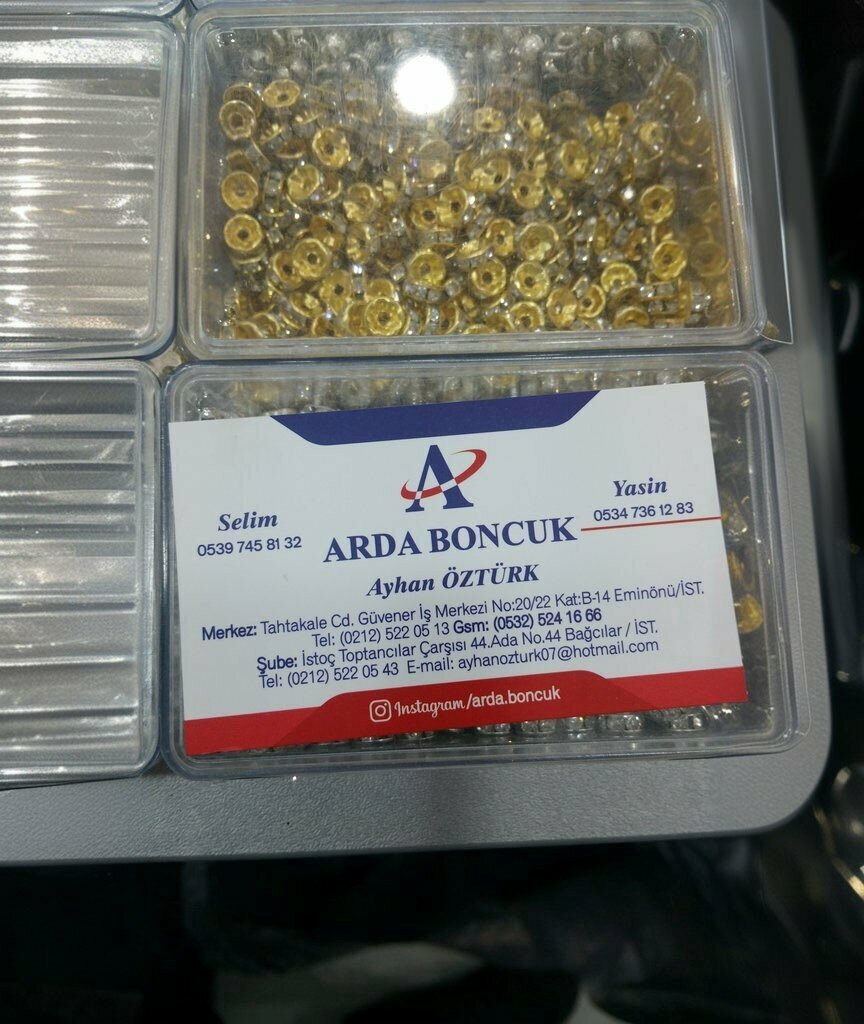 A
Selim
0539 745 81 32
Yasin
0534 736 12 83
ARDA BONCUK
Ayhan ÖZTÜRK
Merkez: Tahtakale Cd. Güvener İş Merkezi No:20/22 Kat:B-14 Eminönü/İST.
Tel: (0212) 522 05 13 Gsm: (0532) 524 16 66
Şube: İstoç Toptancılar Çarşısı 44.Ada No.44 Bağcılar / İST.
Tel: (0212) 522 05 43 E-mail: ayhanozturk07@hotmail.com
Instagram/arda.boncuk